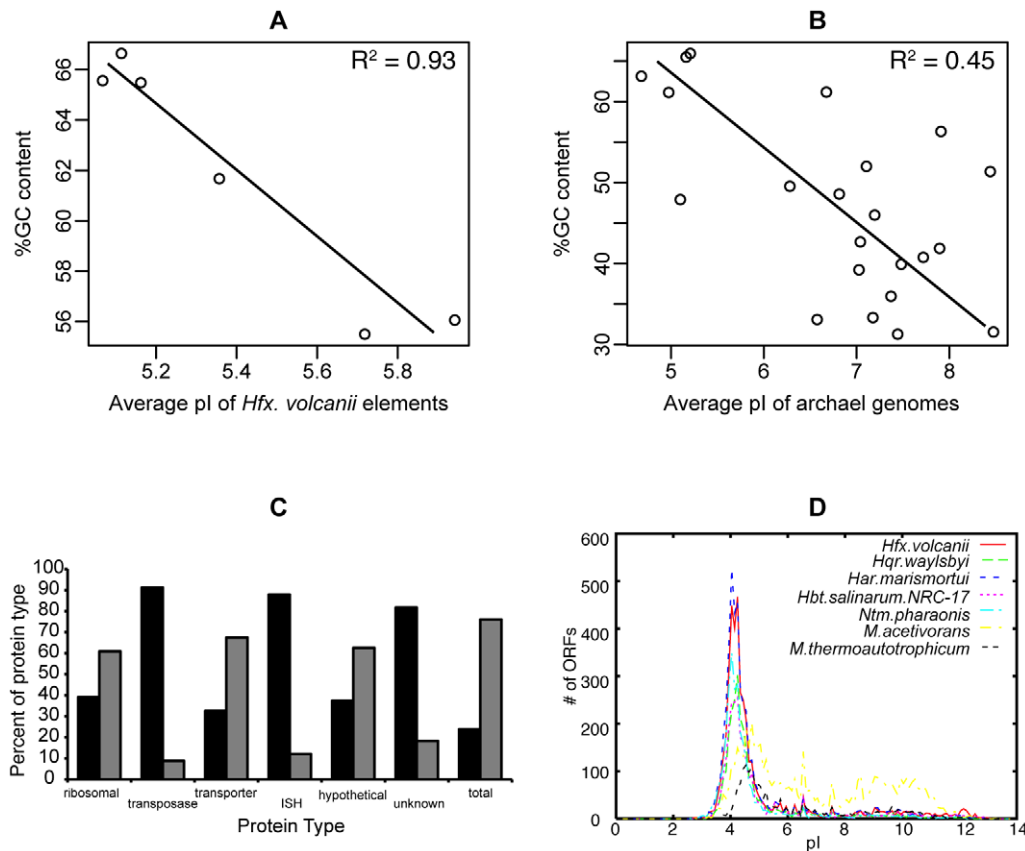 A
R² = 0.93
%GC content
66
64
62
60
58
56
5.2
5.4
5.6
5.8
Average pI of Hfx. volcanii elements
B
R² = 0.45
%GC content
60
50
40
30
5
6
7
8
Average pI of archael genomes
C
Percent of protein type
100
90
80
70
60
50
40
30
20
10
0
ribosomal
transposase
transporter
ISH
hypothetical
unknown
total
Protein Type
D
# of ORFs
600
500
400
300
200
100
0
Hfx.volcanii
Hqr.waylsbyi
Har.marismortui
Hbt.salinarum.NRC-17
Ntm.pharaonis
M.acetivorans
M.thermoautotrophicum
0
2
4
6
8
10
12
14
pI